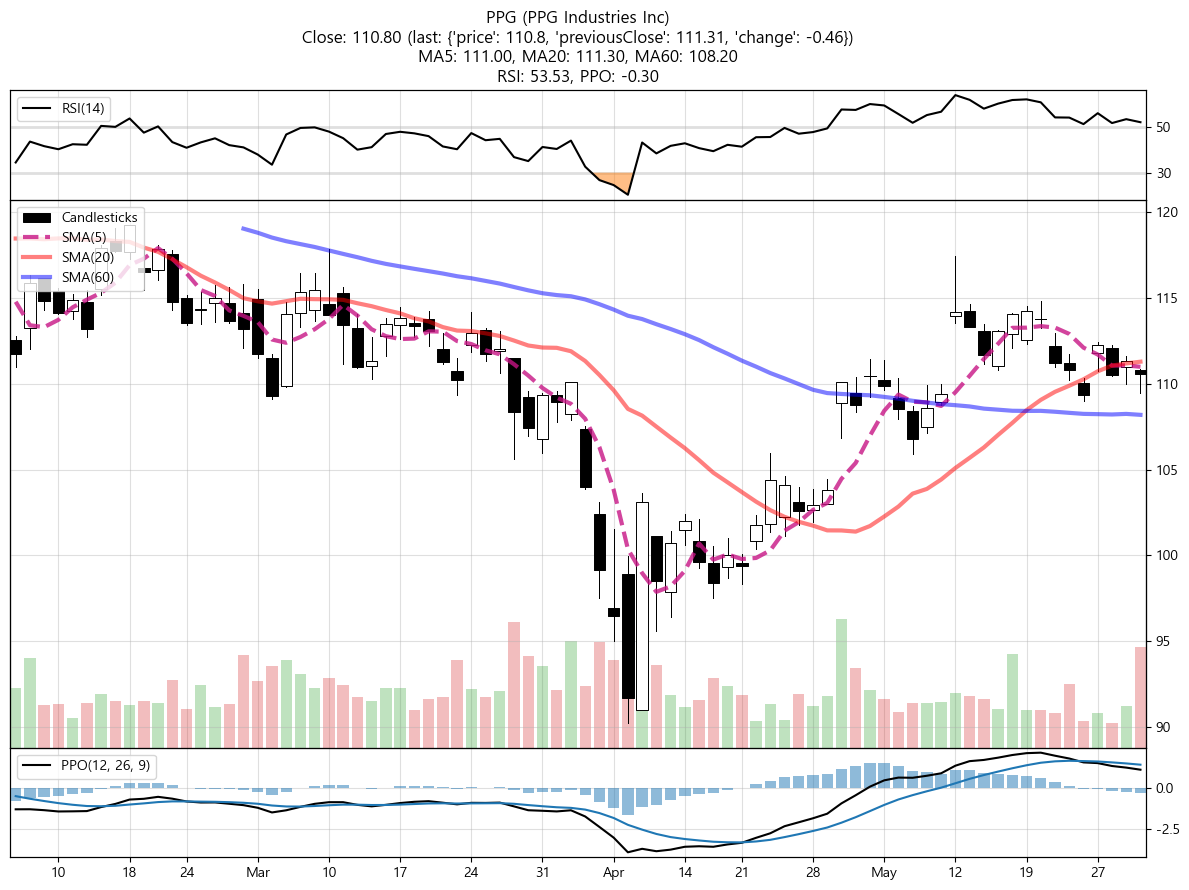 PPG (PPG Industries Inc)
Close: 110.80 (last: {'price': 110.8, 'previousClose': 111.31, 'change': -0.46})
MA5: 111.00, MA20: 111.30, MA60: 108.20
RSI: 53.53, PPO: -0.30
RSI(14)
50
30
Candlesticks
SMA(5)
SMA(20)
SMA(60)
120
115
110
105
100
95
90
PPO(12, 26, 9)
0.0
−2.5
10 18 24 Mar 10 17 24 31 Apr 14 21 28 May 12 19 27